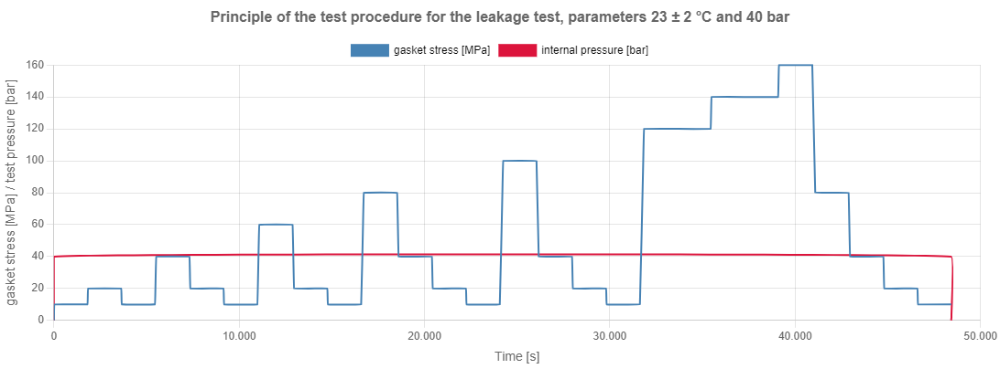 Principle of the test procedure for the leakage test, parameters 23 ± 2 °C and 40 bar
gasket stress [MPa] internal pressure [bar]
gasket stress [MPa] / test pressure [bar]
160
140
120
100
80
60
40
20
0
0 10.000 20.000 30.000 40.000 50.000
Time [s]